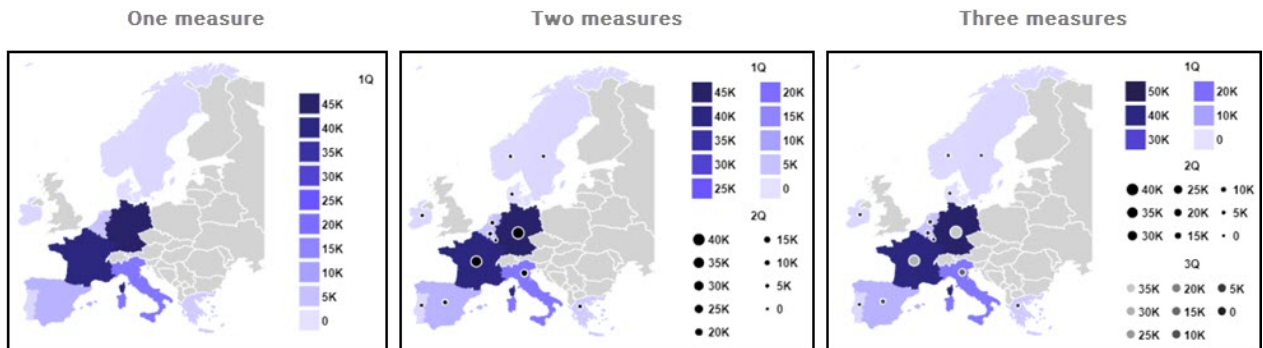 One measure
Two measures
Three measures
1Q
45K
40K
35K
30K
25K
20K
15K
10K
5K
0
1Q
45K 20K
40K 15K
35K 10K
30K 5K
25K 0
2Q
40K 15K
35K 10K
30K 5K
25K 0
20K
1Q
50K 20K
40K 10K
30K 0
2Q
40K 25K 10K
35K 20K 5K
30K 15K 0
3Q
35K 20K 5K
30K 15K 0
25K 10K